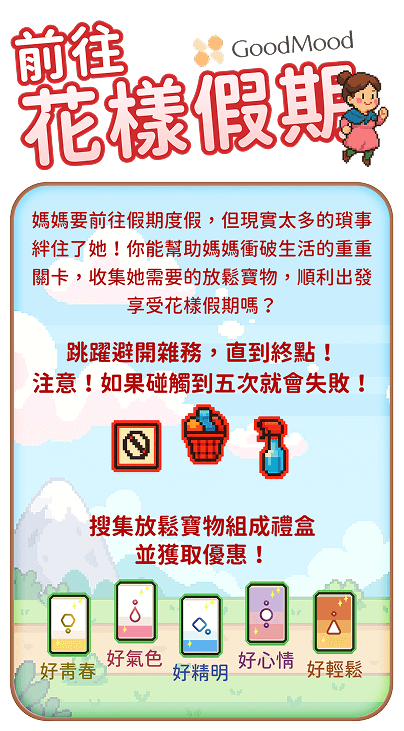 前往
GoodMood
花樣假期
媽媽要前往假期度假，但現實太多的瑣事
絆住了她！你能幫助媽媽衝破生活的重重
關卡，收集她需要的放鬆寶物，順利出發
享受花樣假期嗎？
跳躍避開雜務，直到終點！
注意！如果碰觸到五次就會失敗！
搜集放鬆寶物組成禮盒
並獲取優惠！
好青春
好氣色
好精明
好心情
好輕鬆